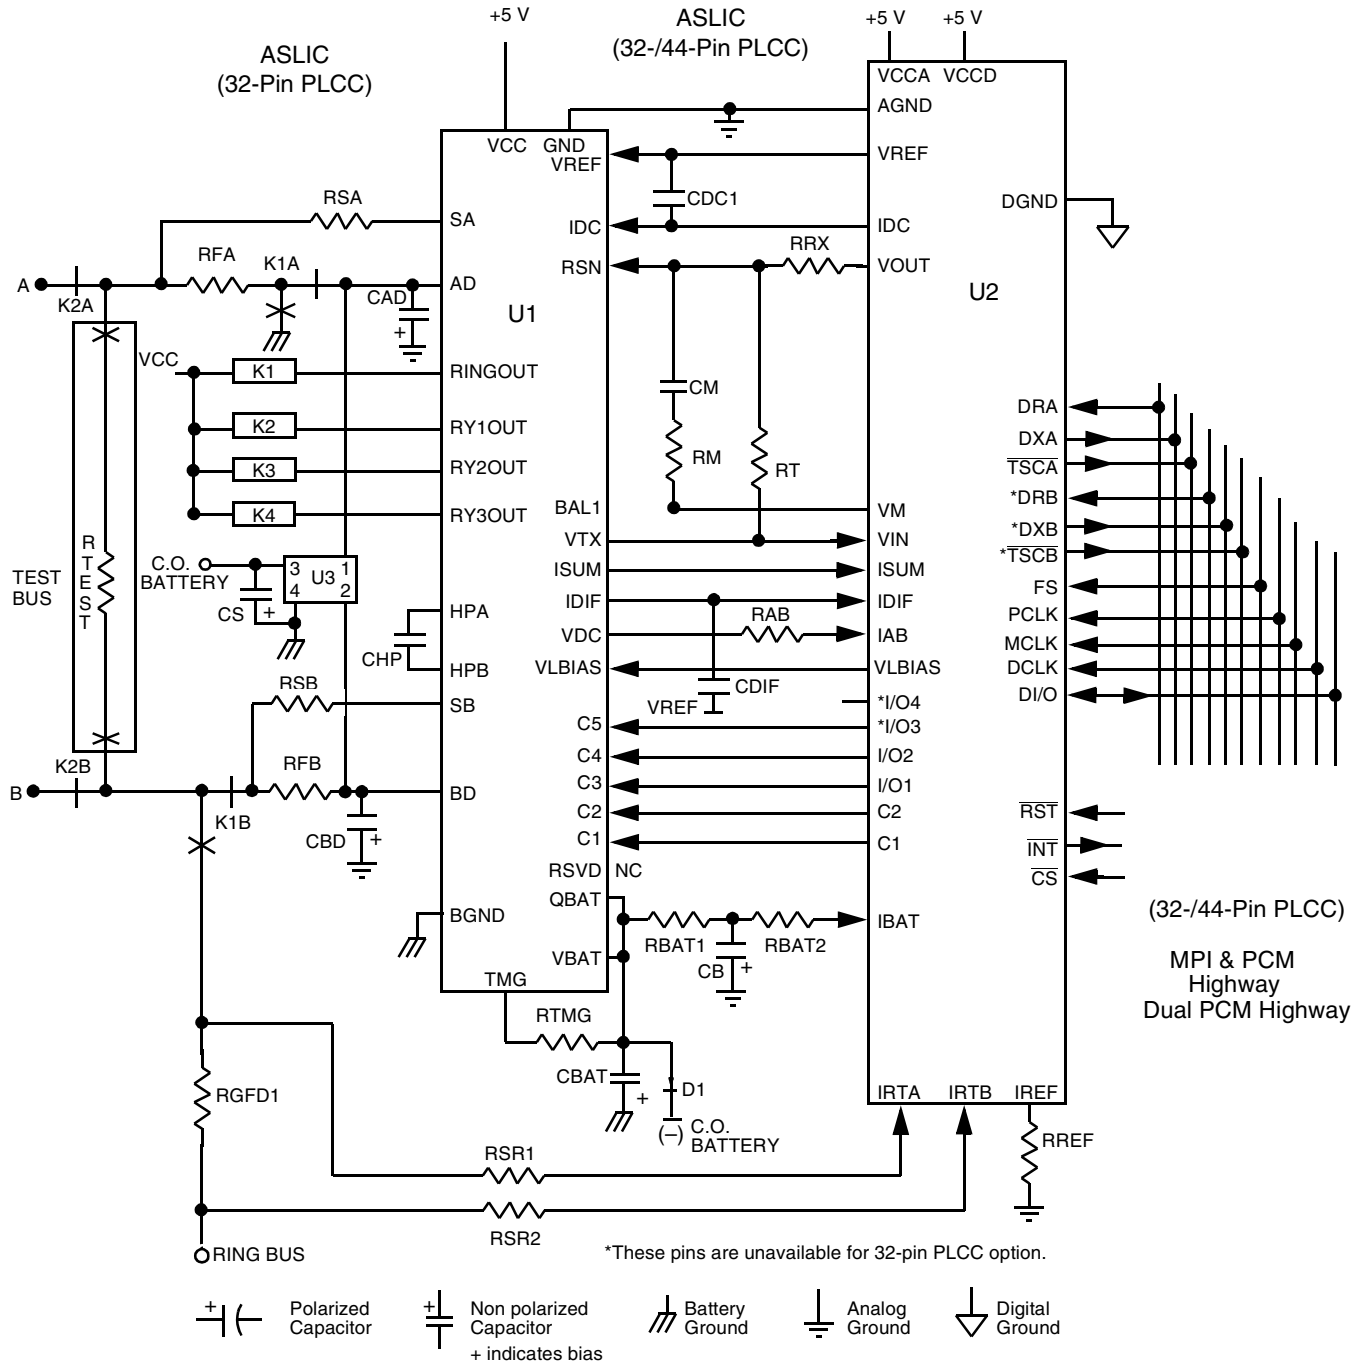 ASLIC
(32-Pin PLCC)
+5 V
ASLIC
(32-/44-Pin PLCC)
+5 V
+5 V
VCC
GND
VREF
SA
AD
U1
RINGOUT
RY1OUT
RY2OUT
RY3OUT
HPA
HPB
SB
BD
BGND
TMG
IDC
RSN
BAL1
VTX
ISUM
IDIF
VDC
VLBIAS
C5
C4
C3
C2
C1
RSVD
NC
QBAT
VBAT
RSA
RFA
K1A
A
K2A
CAD
+
VCC
K1
K2
K3
K4
TEST
BUS
RTEST
C.O.
BATTERY
CS
+
3
1
4
2
U3
CHP
RSB
RFB
B
K2B
K1B
CBD
+
CDC1
RRX
CM
RM
RT
RAB
CDIF
VREF
RBAT1
RBAT2
CB
+
RTMG
CBAT
+
D1
(–)
C.O.
BATTERY
RGFD1
RSR1
RSR2
RING BUS
VCCA
VCCD
AGND
VREF
IDC
VOUT
U2
DGND
VM
VIN
ISUM
IDIF
IAB
VLBIAS
*I/O4
*I/O3
I/O2
I/O1
C2
C1
IBAT
IRTA
IRTB
IREF
RREF
DRA
DXA
TSCA
*DRB
*DXB
*TSCB
FS
PCLK
MCLK
DCLK
DI/O
RST
INT
CS
(32-/44-Pin PLCC)
MPI & PCM
Highway
Dual PCM Highway
*These pins are unavailable for 32-pin PLCC option.
+
Polarized
Capacitor
+
Non polarized
Capacitor
+ indicates bias
Battery
Ground
Analog
Ground
Digital
Ground